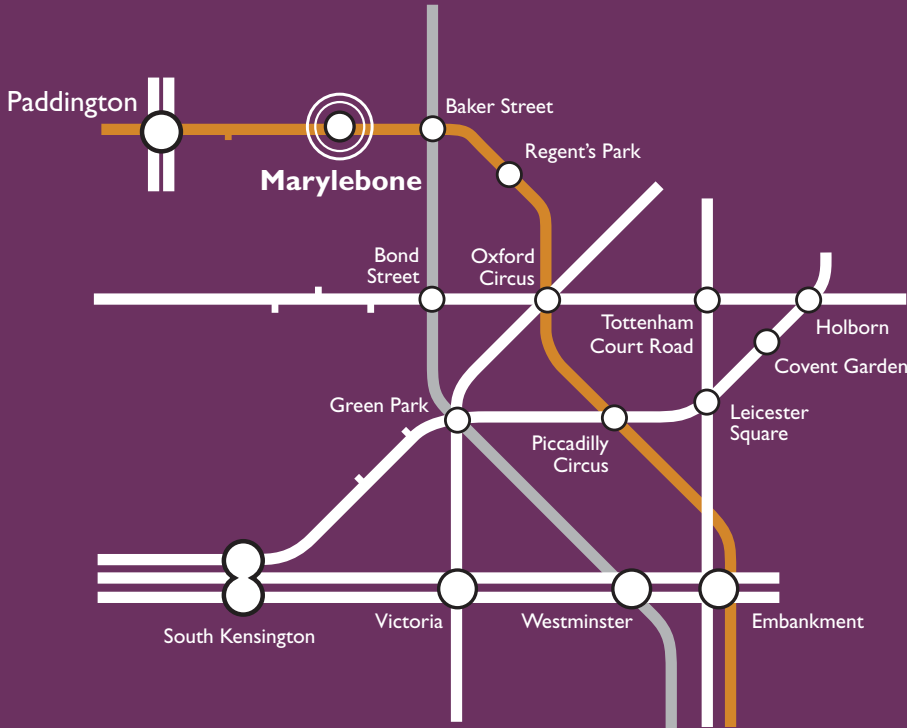 Paddington
Baker Street
Regent's Park
Marylebone
Bond
Street
Oxford
Circus
Tottenham
Court Road
Holborn
Covent Garden
Green Park
Leicester
Square
Piccadilly
Circus
South Kensington
Victoria
Westminster
Embankment